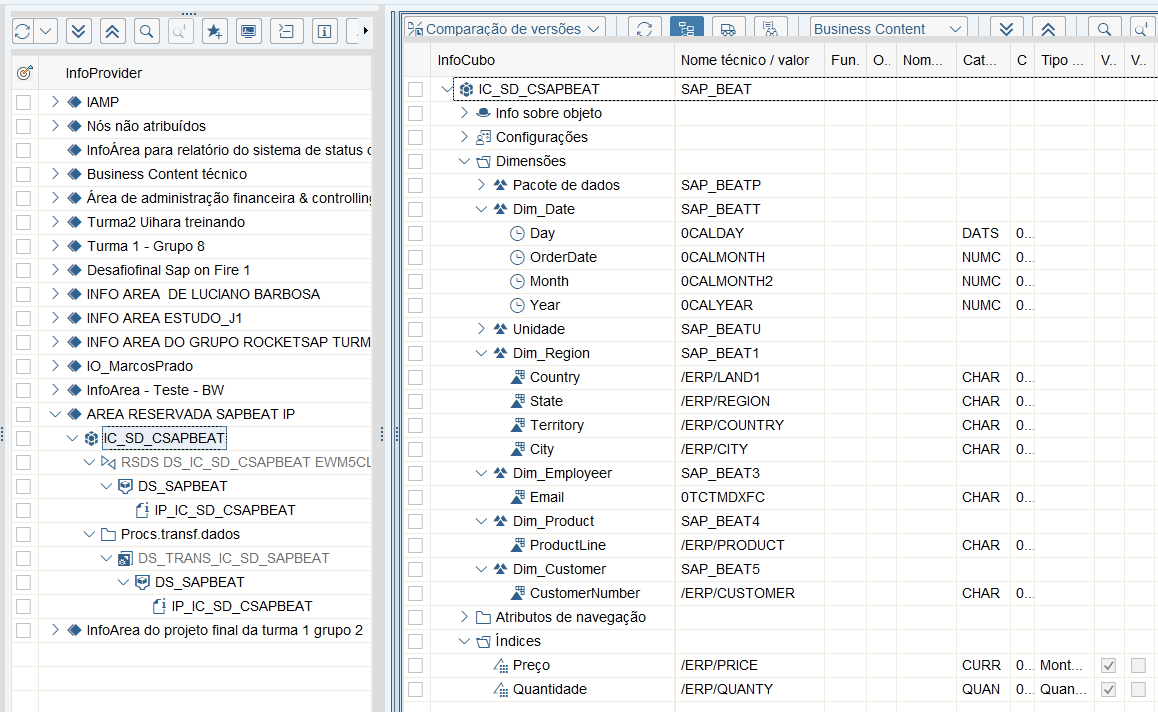 InfoProvider
IAMP
Nós não atribuídos
InfoÁrea para relatório do sistema de status
Business Content técnico
Área de administração financeira & controlling
Turma2 Uihara treinando
Turma 1 - Grupo 8
Desafiofinal Sap on Fire 1
INFO AREA DE LUCIANO BARBOSA
INFO AREA ESTUDO_J1
INFO AREA DO GRUPO ROCKETSAP TURM
IO_MarcosPrado
InfoArea - Teste - BW
AREA RESERVADA SAPBEAT IP
IC_SD_CSAPBEAT
RSDS DS_IC_SD_CSAPBEAT EWM5CL
DS_SAPBEAT
IP_IC_SD_CSAPBEAT
Procs.transf.dados
DS_TRANS_IC_SD_SAPBEAT
DS_SAPBEAT
IP_IC_SD_CSAPBEAT
InfoArea do projeto final da turma 1 grupo 2
Comparação de versões Business Content
InfoCubo Nome técnico / valor Fun. O.. Nom... Cat... C Tipo ... V.. V..
IC_SD_CSAPBEAT SAP_BEAT
Info sobre objeto
Configurações
Dimensões
Pacote de dados SAP_BEATP
Dim_Date SAP_BEATT
Day 0CALDAY DATS 0...
OrderDate 0CALMONTH NUMC 0...
Month 0CALMONTH2 NUMC 0...
Year 0CALYEAR NUMC 0...
Unidade SAP_BEATU
Dim_Region SAP_BEAT1
Country /ERP/LAND1 CHAR 0...
State /ERP/REGION CHAR 0...
Territory /ERP/COUNTRY CHAR 0...
City /ERP/CITY CHAR 0...
Dim_Employeer SAP_BEAT3
Email 0TCTMDXFC CHAR 0...
Dim_Product SAP_BEAT4
ProductLine /ERP/PRODUCT CHAR 0...
Dim_Customer SAP_BEAT5
CustomerNumber /ERP/CUSTOMER CHAR 0...
Atributos de navegação
Índices
Preço /ERP/PRICE CURR 0... Mont...
Quantidade /ERP/QUANTY QUAN 0... Quan...